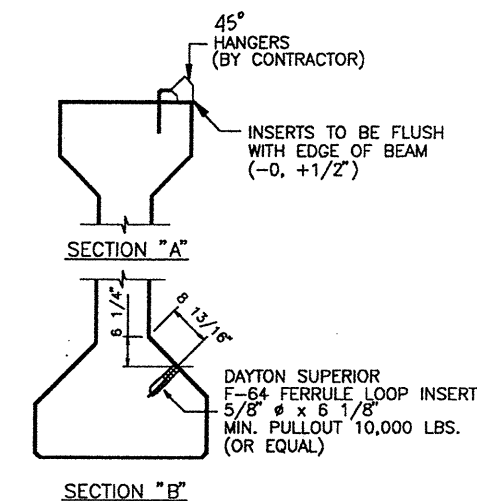 45°
HANGERS
(BY CONTRACTOR)
INSERTS TO BE FLUSH
WITH EDGE OF BEAM
(-0, +1/2")
SECTION "A"
6 1/4"
8 13/16"
DAYTON SUPERIOR
F-64 FERRULE LOOP INSERT
5/8" ø x 6 1/8"
MIN. PULLOUT 10,000 LBS.
(OR EQUAL)
SECTION "B"